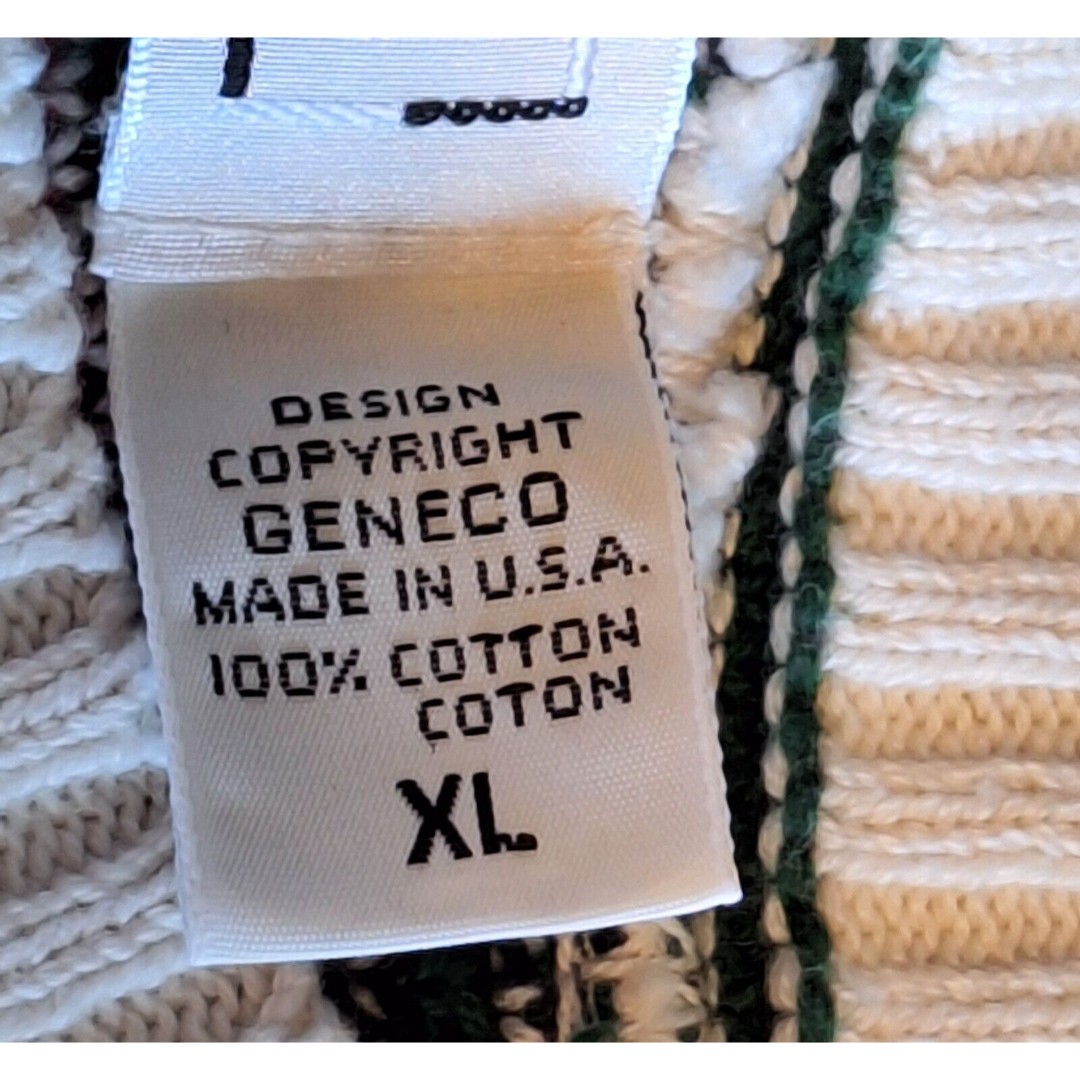 DESIGN
COPYRIGHT
GENECO
MADE IN U.S.A.
100% COTTON
COTON
XL